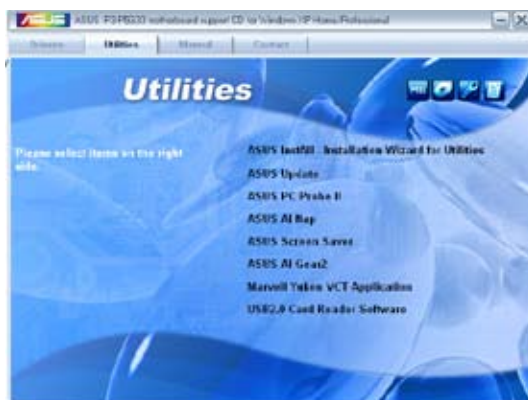 ASUS P3-P5G33 motherboard support CD for Windows XP Home/Professional
Drivers Utilities Manual Contact
Utilities
Please select items on the right
side.
ASUS InstAll - Installation Wizard for Utilities
ASUS Update
ASUS PC Probe II
ASUS AI Nap
ASUS Screen Saver
ASUS AI Gear2
Marvell Yukon VCT Application
USB2.0 Card Reader Software